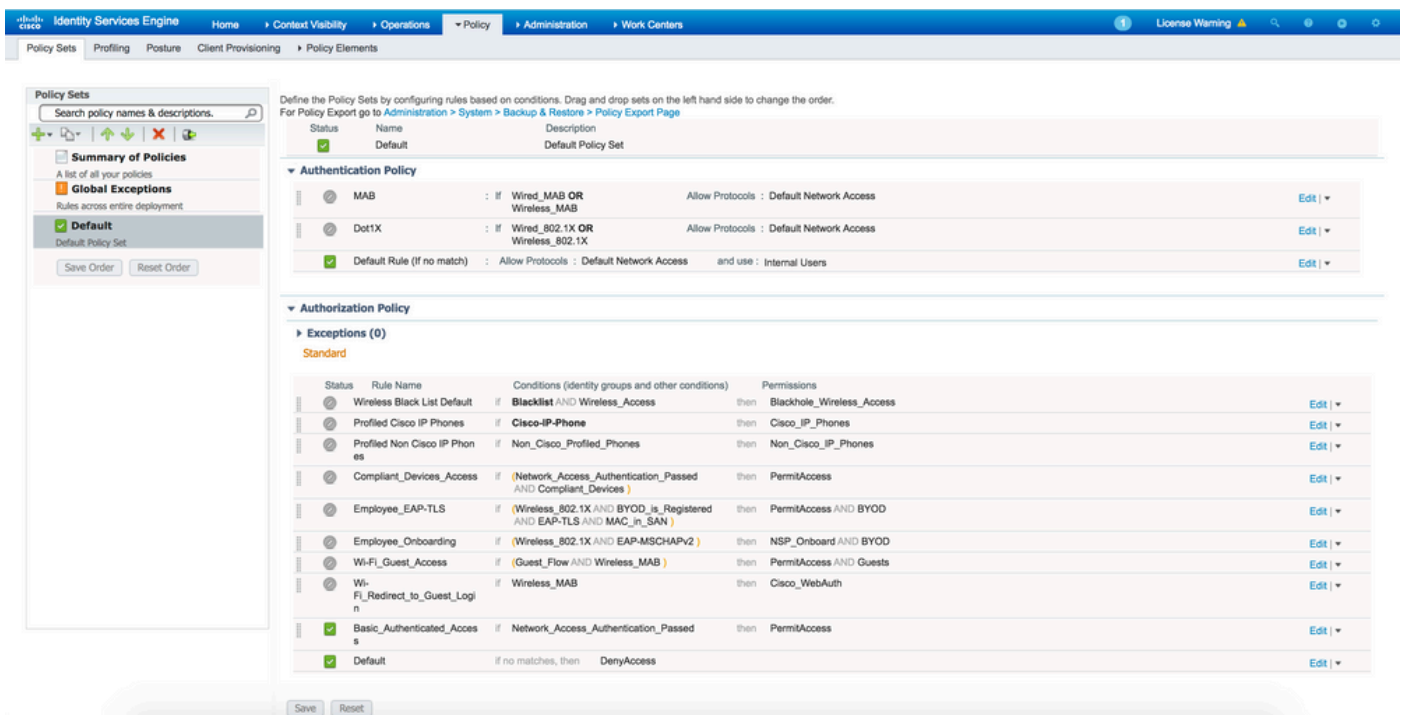 cisco Identity Services Engine Home Context Visibility Operations Policy Administration Work Centers 1 License Warning
Policy Sets Profiling Posture Client Provisioning Policy Elements
Policy Sets
Search policy names & descriptions.
Summary of Policies
A list of all your policies
Global Exceptions
Rules across entire deployment
Default
Default Policy Set
Save Order Reset Order
Define the Policy Sets by configuring rules based on conditions. Drag and drop sets on the left hand side to change the order.
For Policy Export go to Administration > System > Backup & Restore > Policy Export Page
Status Name Description
Default Default Policy Set
Authentication Policy
MAB : If Wired_MAB OR Allow Protocols : Default Network Access Edit |
Wireless_MAB
Dot1X : If Wired_802.1X OR Allow Protocols : Default Network Access Edit |
Wireless_802.1X
Default Rule (If no match) : Allow Protocols : Default Network Access and use : Internal Users Edit |
Authorization Policy
Exceptions (0)
Standard
Status Rule Name Conditions (identity groups and other conditions) Permissions
Wireless Black List Default if Blacklist AND Wireless_Access then Blackhole_Wireless_Access Edit |
Profiled Cisco IP Phones if Cisco-IP-Phone then Cisco_IP_Phones Edit |
Profiled Non Cisco IP Phon if Non_Cisco_Profiled_Phones then Non_Cisco_IP_Phones Edit |
es
Compliant_Devices_Access if (Network_Access_Authentication_Passed then PermitAccess Edit |
AND Compliant_Devices )
Employee_EAP-TLS if (Wireless_802.1X AND BYOD_is_Registered then PermitAccess AND BYOD Edit |
AND EAP-TLS AND MAC_in_SAN )
Employee_Onboarding if (Wireless_802.1X AND EAP-MSCHAPv2 ) then NSP_Onboard AND BYOD Edit |
Wi-Fi_Guest_Access if (Guest_Flow AND Wireless_MAB ) then PermitAccess AND Guests Edit |
Wi- if Wireless_MAB then Cisco_WebAuth Edit |
Fi_Redirect_to_Guest_Logi
n
Basic_Authenticated_Acces if Network_Access_Authentication_Passed then PermitAccess Edit |
s
Default if no matches, then DenyAccess Edit |
Save Reset